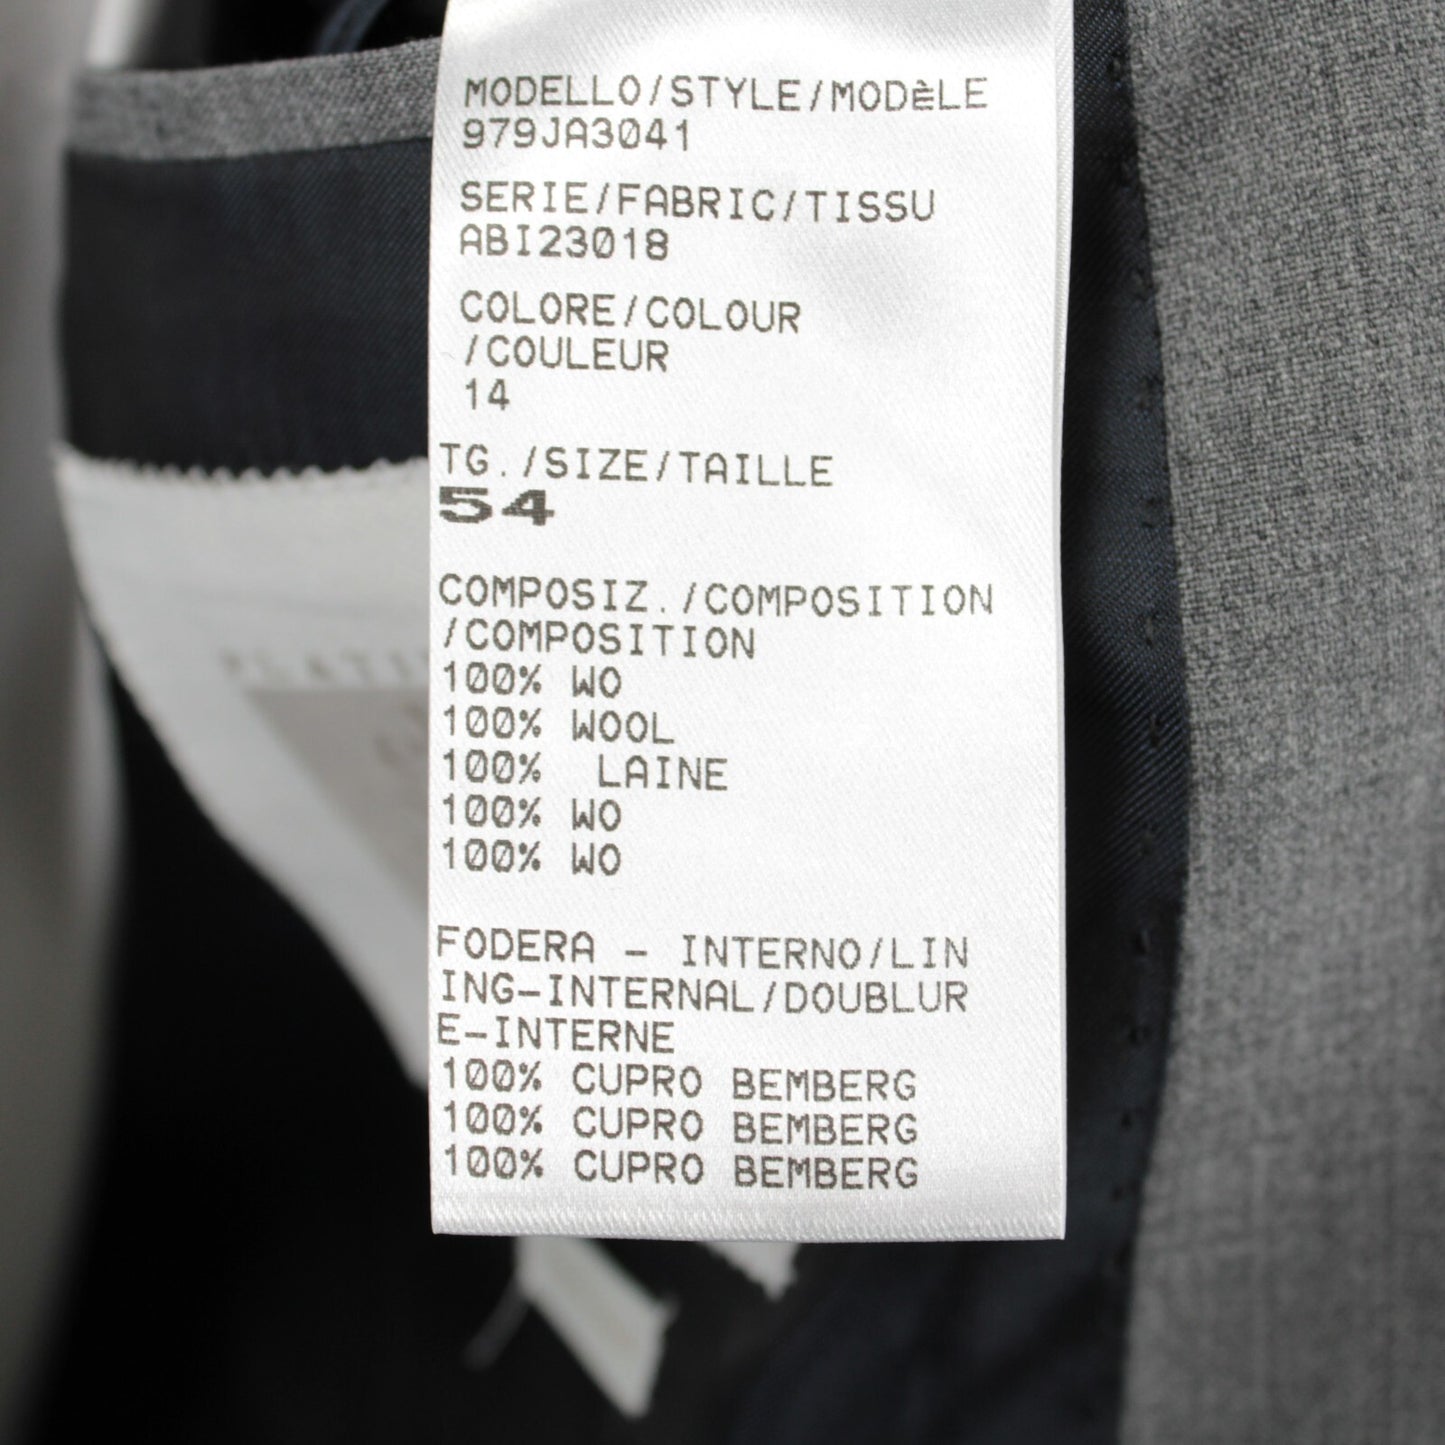 MODELLO/STYLE/MODèLE
979JA3041
SERIE/FABRIC/TISSU
ABI23018
COLORE/COLOUR
/COULEUR
14
TG./SIZE/TAILLE
54
COMPOSIZ./COMPOSITION
/COMPOSITION
100% WO
100% WOOL
100% LAINE
100% WO
100% WO
FODERA - INTERNO/LIN
ING-INTERNAL/DOUBLUR
E-INTERNE
100% CUPRO BEMBERG
100% CUPRO BEMBERG
100% CUPRO BEMBERG